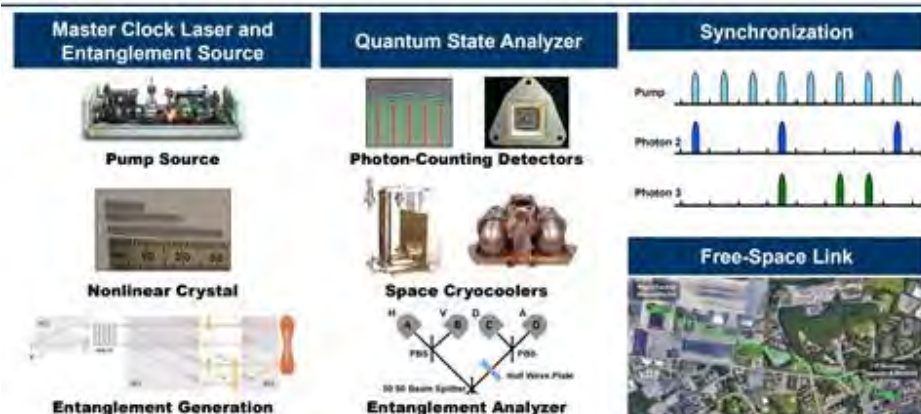 Master Clock Laser and
Entanglement Source
Pump Source
Nonlinear Crystal
Entanglement Generation
Quantum State Analyzer
Photon-Counting Detectors
Space Cryocoolers
H V D A
A B C D
PBS PBS
Half Wave Plate
50 50 Beam Splitter
Entanglement Analyzer
Synchronization
Pump
Photon 2
Photon 3
Free-Space Link